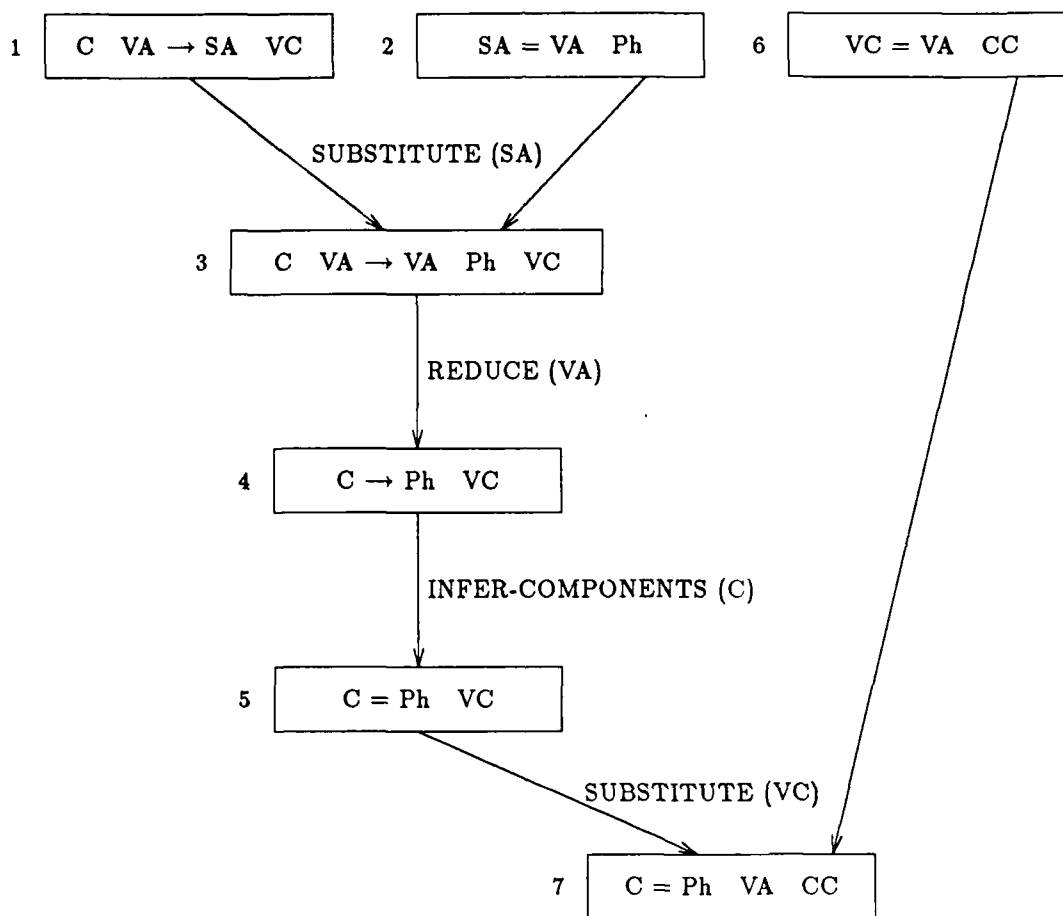 1 C VA → SA VC 2 SA = VA Ph 6 VC = VA CC
SUBSTITUTE (SA)
3 C VA → VA Ph VC
REDUCE (VA)
4 C → Ph VC
INFER-COMPONENTS (C)
5 C = Ph VC
SUBSTITUTE (VC)
7 C = Ph VA CC